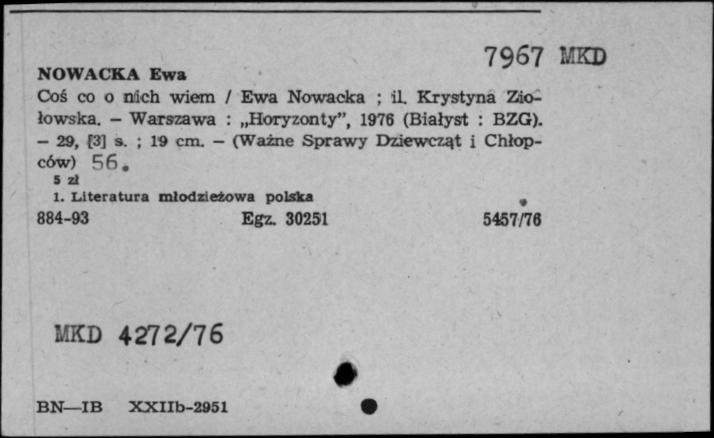 7967 MKD
NOWACKA Ewa
Coś co o nich wiem / Ewa Nowacka ; il. Krystyna Zio-
łowska. — Warszawa : „Horyzonty”, 1976 (Białyst : BZG).
— 29, [3] s. ; 19 cm. — (Ważne Sprawy Dziewcząt i Chłop-
ców) 56.
5 zł
1. Literatura młodzieżowa polska
884-93 Egz. 30251 5457/76
MKD 4272/76
BN—IB XXIIb-2951